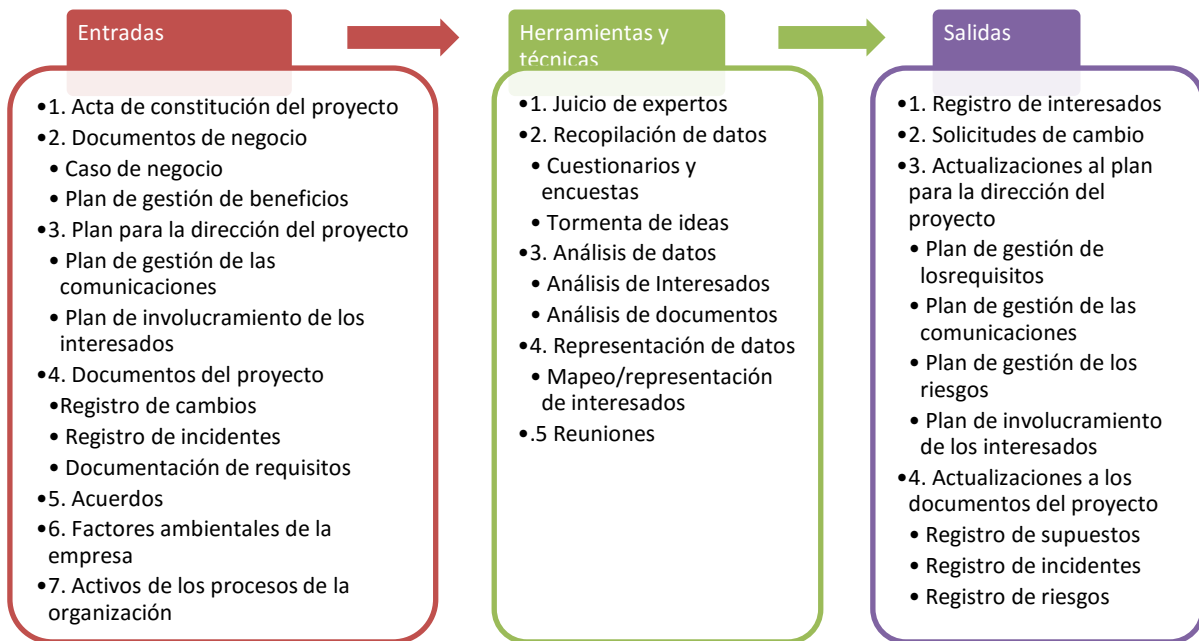 Entradas
•1. Acta de constitución del proyecto
•2. Documentos de negocio
• Caso de negocio
• Plan de gestión de beneficios
•3. Plan para la dirección del proyecto
• Plan de gestión de las
comunicaciones
• Plan de involucramiento de los
interesados
•4. Documentos del proyecto
•Registro de cambios
• Registro de incidentes
• Documentación de requisitos
•5. Acuerdos
•6. Factores ambientales de la
empresa
•7. Activos de los procesos de la
organización
Herramientas y
técnicas
•1. Juicio de expertos
•2. Recopilación de datos
• Cuestionarios y
encuestas
• Tormenta de ideas
•3. Análisis de datos
• Análisis de Interesados
• Análisis de documentos
•4. Representación de datos
• Mapeo/representación
de interesados
•.5 Reuniones
Salidas
•1. Registro de interesados
•2. Solicitudes de cambio
•3. Actualizaciones al plan
para la dirección del
proyecto
• Plan de gestión de
losrequisitos
• Plan de gestión de las
comunicaciones
• Plan de gestión de los
riesgos
• Plan de involucramiento
de los interesados
•4. Actualizaciones a los
documentos del proyecto
• Registro de supuestos
• Registro de incidentes
• Registro de riesgos